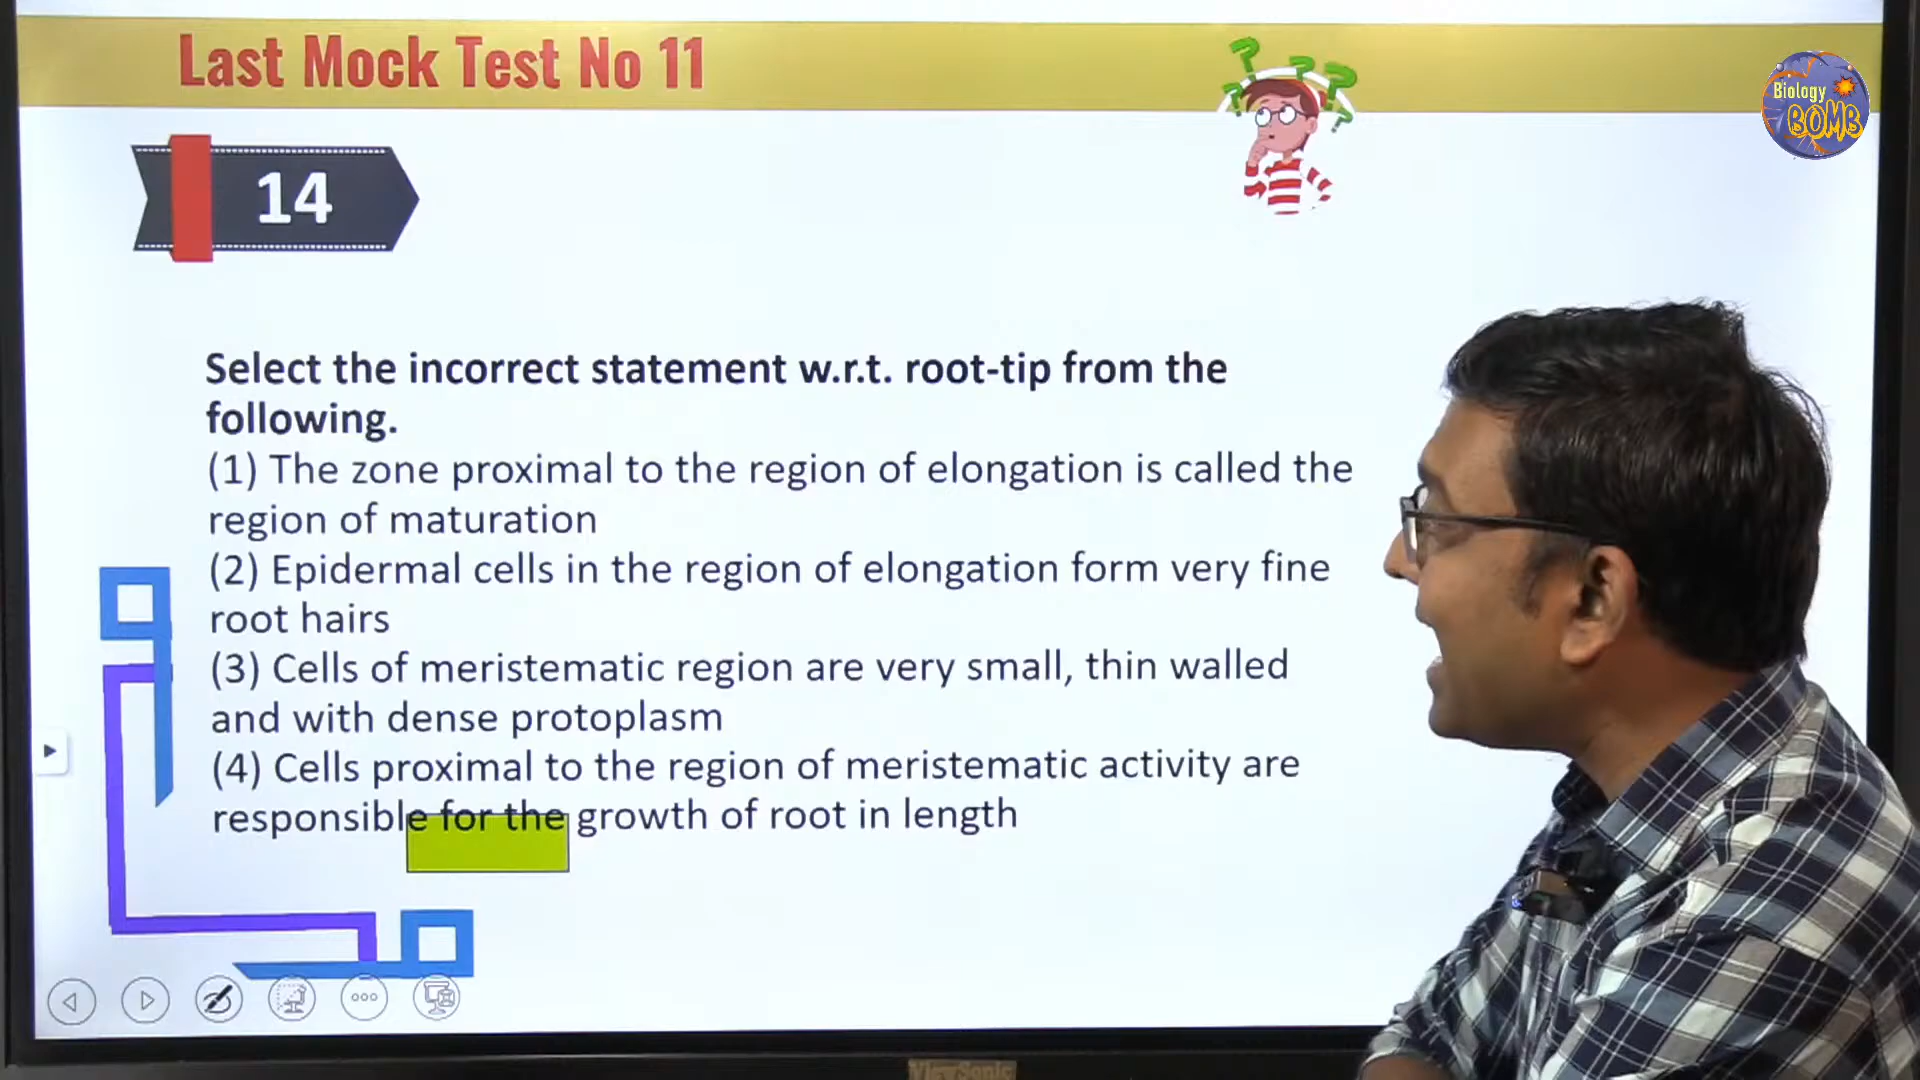 Last Mock Test No 11
Biology
BOMB
14
Select the incorrect statement w.r.t. root-tip from the
following.
(1) The zone proximal to the region of elongation is called the
region of maturation
(2) Epidermal cells in the region of elongation form very fine
root hairs
(3) Cells of meristematic region are very small, thin walled
and with dense protoplasm
(4) Cells proximal to the region of meristematic activity are
responsible for the growth of root in length
ViewSonic